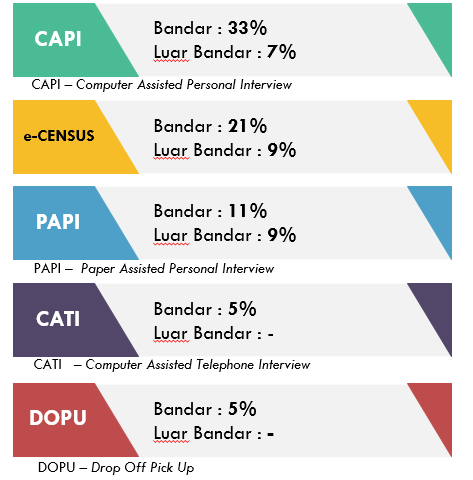 CAPI
Bandar : 33%
Luar Bandar : 7%
CAPI – Computer Assisted Personal Interview
e-CENSUS
Bandar : 21%
Luar Bandar : 9%
PAPI
Bandar : 11%
Luar Bandar : 9%
PAPI – Paper Assisted Personal Interview
CATI
Bandar : 5%
Luar Bandar : -
CATI – Computer Assisted Telephone Interview
DOPU
Bandar : 5%
Luar Bandar : -
DOPU – Drop Off Pick Up